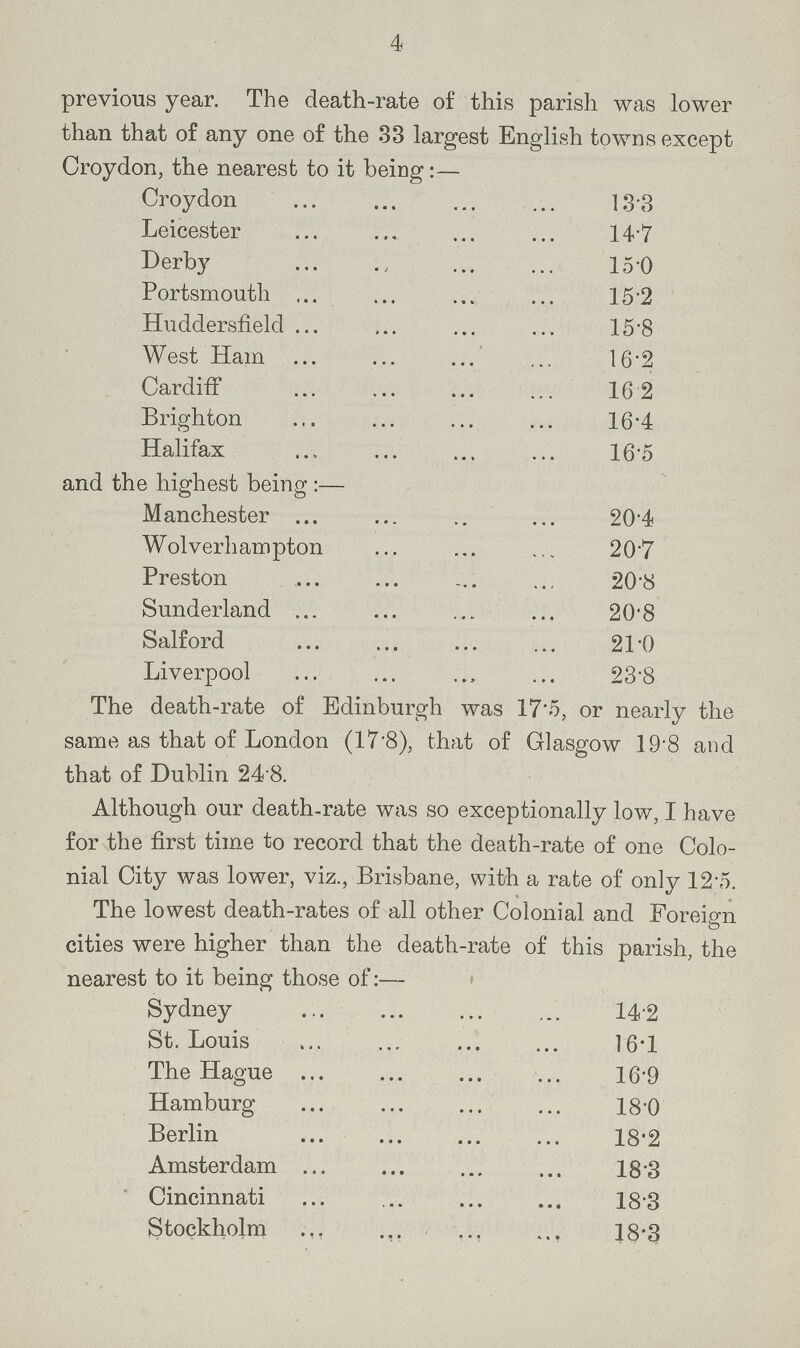 4
previous year. The death-rate of this parish was lower
than that of any one of the 33 largest English towns except
Croydon, the nearest to it being:—
Croydon ... ... ... ... 13·3
Leicester ... ... ... ... 14·7
Derby ... ... ... ... 15·0
Portsmouth ... ... ... ... 15·2
Huddersfield ... ... ... ... 15·8
West Ham ... ... ... ... 16·2
Cardiff ... ... ... ... 16 2
Brighton ... ... ... ... 16·4
Halifax ... ... ... ... 16·5
and the highest being:—
Manchester ... ... .. ... 20·4
Wolverhampton ... ... ... 20·7
Preston ... ... ... ... 20·8
Sunderland ... ... ... ... 20·8
Salford ... ... ... ... 21·0
Liverpool ... ... ... ... 23·8
The death-rate of Edinburgh was 17·5, or nearly the
same as that of London (17·8), that of Glasgow 19·8 and
that of Dublin 24·8.
Although our death-rate was so exceptionally low, I have
for the first time to record that the death-rate of one Colo-
nial City was lower, viz., Brisbane, with a rate of only 12·5.
The lowest death-rates of all other Colonial and Foreign
cities were higher than the death-rate of this parish, the
nearest to it being those of:—
Sydney ... ... ... ... 14·2
St. Louis ... ... ... ... 16·1
The Hague ... ... ... ... 16·9
Hamburg ... ... ... ... 18·0
Berlin ... ... ... ... 18·2
Amsterdam ... ... ... ... 18·3
Cincinnati ... ... ... ... 18·3
Stockholm ... ... ... ... 18·3